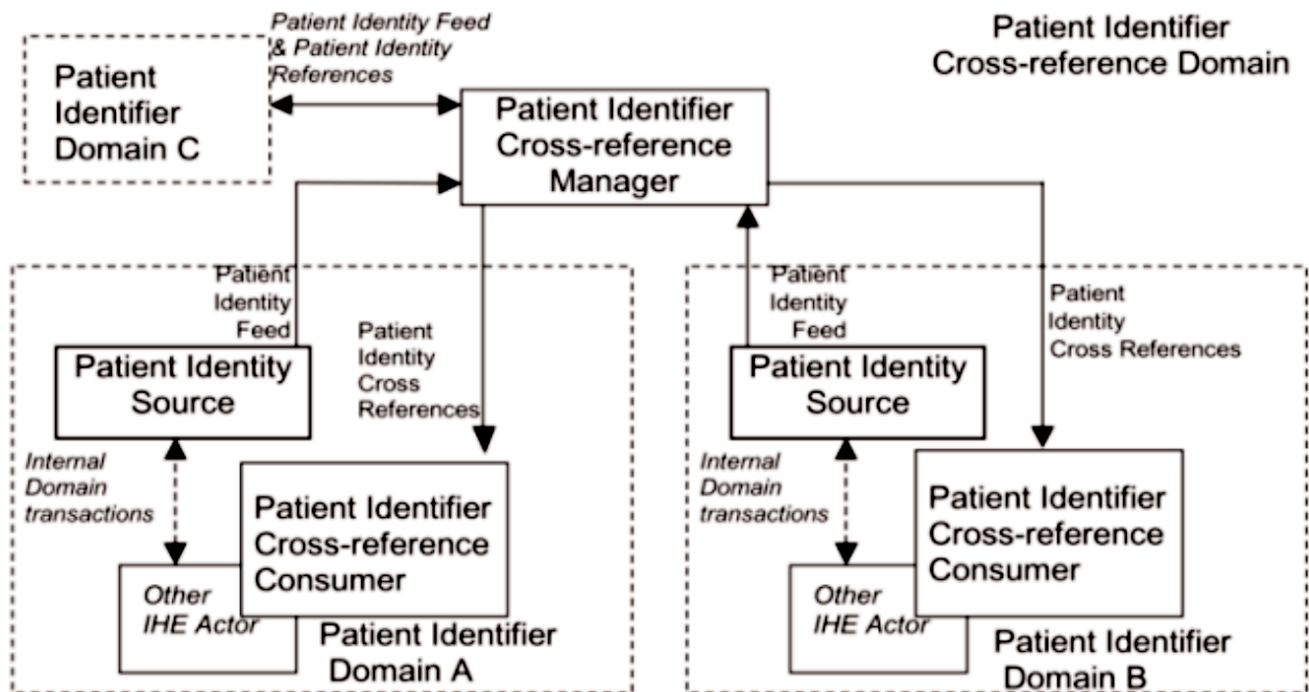 Patient Identity Feed
& Patient Identity
References
Patient Identifier
Cross-reference Domain
Patient
Identifier
Domain C
Patient Identifier
Cross-reference
Manager
Patient
Identity
Feed
Patient
Identity
Cross
References
Patient Identity
Source
Internal
Domain
transactions
Patient Identifier
Cross-reference
Consumer
Other
IHE Actor
Patient Identifier
Domain A
Patient
Identity
Feed
Patient
Identity
Cross References
Patient Identity
Source
Internal
Domain
transactions
Patient Identifier
Cross-reference
Consumer
Other
IHE Actor
Patient Identifier
Domain B